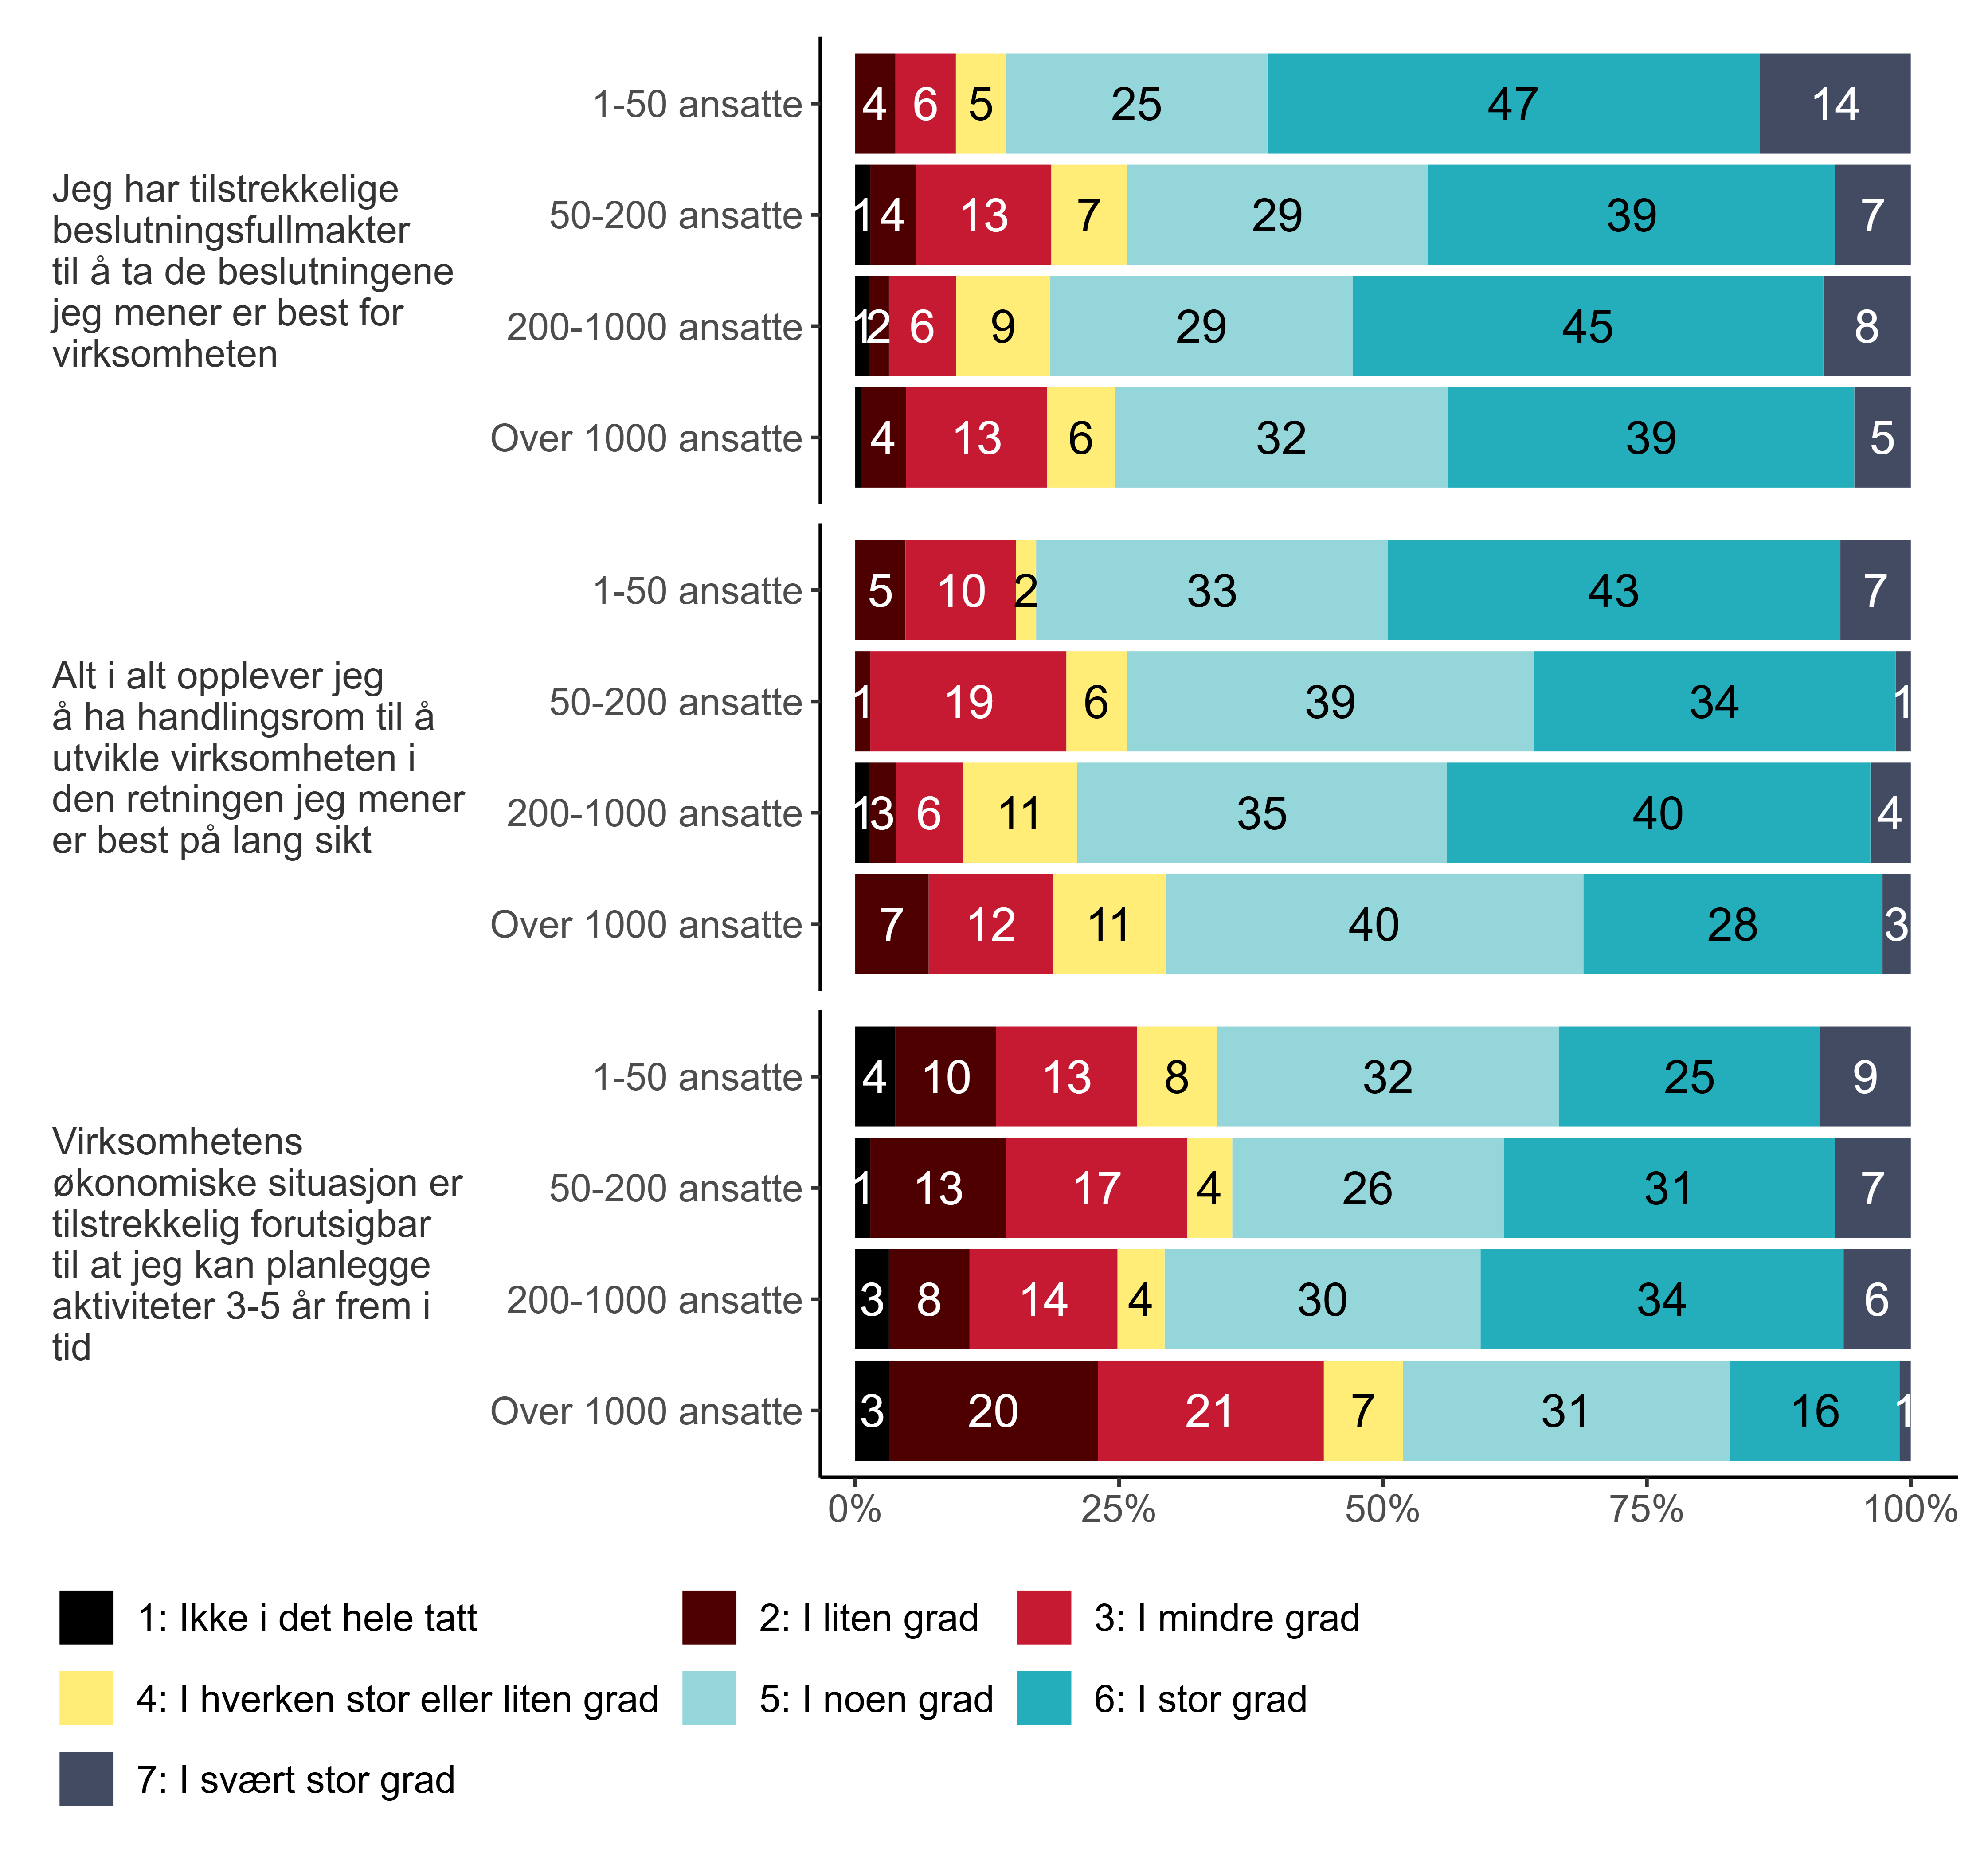 1-50 ansatte 4 6 5 25 47 14
Jeg har tilstrekkelige
beslutningsfullmakter
til å ta de beslutningene
jeg mener er best for
virksomheten
50-200 ansatte 1 4 13 7 29 39 7
200-1000 ansatte 1 2 6 9 29 45 8
Over 1000 ansatte 4 13 6 32 39 5
1-50 ansatte 5 10 2 33 43 7
Alt i alt opplever jeg
å ha handlingsrom til å
utvikle virksomheten i
den retningen jeg mener
er best på lang sikt
50-200 ansatte 1 19 6 39 34 1
200-1000 ansatte 1 3 6 11 35 40 4
Over 1000 ansatte 7 12 11 40 28 3
1-50 ansatte 4 10 13 8 32 25 9
Virksomhetens
økonomiske situasjon er
tilstrekkelig forutsigbar
til at jeg kan planlegge
aktiviteter 3-5 år frem i
tid
50-200 ansatte 1 13 17 4 26 31 7
200-1000 ansatte 3 8 14 4 30 34 6
Over 1000 ansatte 3 20 21 7 31 16 1
0% 25% 50% 75% 100%
1: Ikke i det hele tatt 2: I liten grad 3: I mindre grad
4: I hverken stor eller liten grad 5: I noen grad 6: I stor grad
7: I svært stor grad